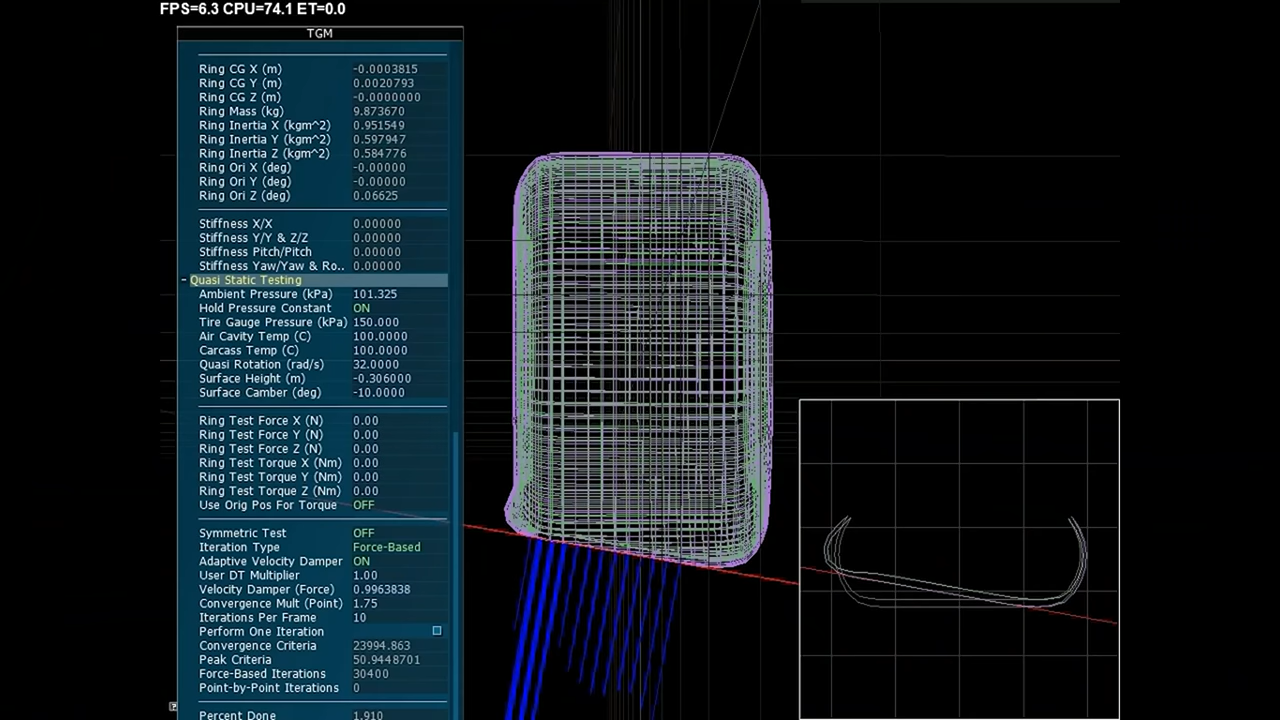 FPS=6.3 CPU=74.1 ET=0.0
TGM
Ring CG X (m) -0.0003815
Ring CG Y (m) 0.0020793
Ring CG Z (m) -0.0000000
Ring Mass (kg) 9.873670
Ring Inertia X (kgm^2) 0.951549
Ring Inertia Y (kgm^2) 0.597947
Ring Inertia Z (kgm^2) 0.584776
Ring Ori X (deg) -0.00000
Ring Ori Y (deg) -0.00000
Ring Ori Z (deg) 0.06625
Stiffness X/X 0.00000
Stiffness Y/Y & Z/Z 0.00000
Stiffness Pitch/Pitch 0.00000
Stiffness Yaw/Yaw & Ro.. 0.00000
- Quasi Static Testing
Ambient Pressure (kPa) 101.325
Hold Pressure Constant ON
Tire Gauge Pressure (kPa) 150.000
Air Cavity Temp (C) 100.0000
Carcass Temp (C) 100.0000
Quasi Rotation (rad/s) 32.0000
Surface Height (m) -0.306000
Surface Camber (deg) -10.0000
Ring Test Force X (N) 0.00
Ring Test Force Y (N) 0.00
Ring Test Force Z (N) 0.00
Ring Test Torque X (Nm) 0.00
Ring Test Torque Y (Nm) 0.00
Ring Test Torque Z (Nm) 0.00
Use Orig Pos For Torque OFF
Symmetric Test OFF
Iteration Type Force-Based
Adaptive Velocity Damper ON
User DT Multiplier 1.00
Velocity Damper (Force) 0.9963838
Convergence Mult (Point) 1.75
Iterations Per Frame 10
Perform One Iteration
Convergence Criteria 23994.863
Peak Criteria 50.9448701
Force-Based Iterations 30400
Point-by-Point Iterations 0
?
Percent Done 1.910